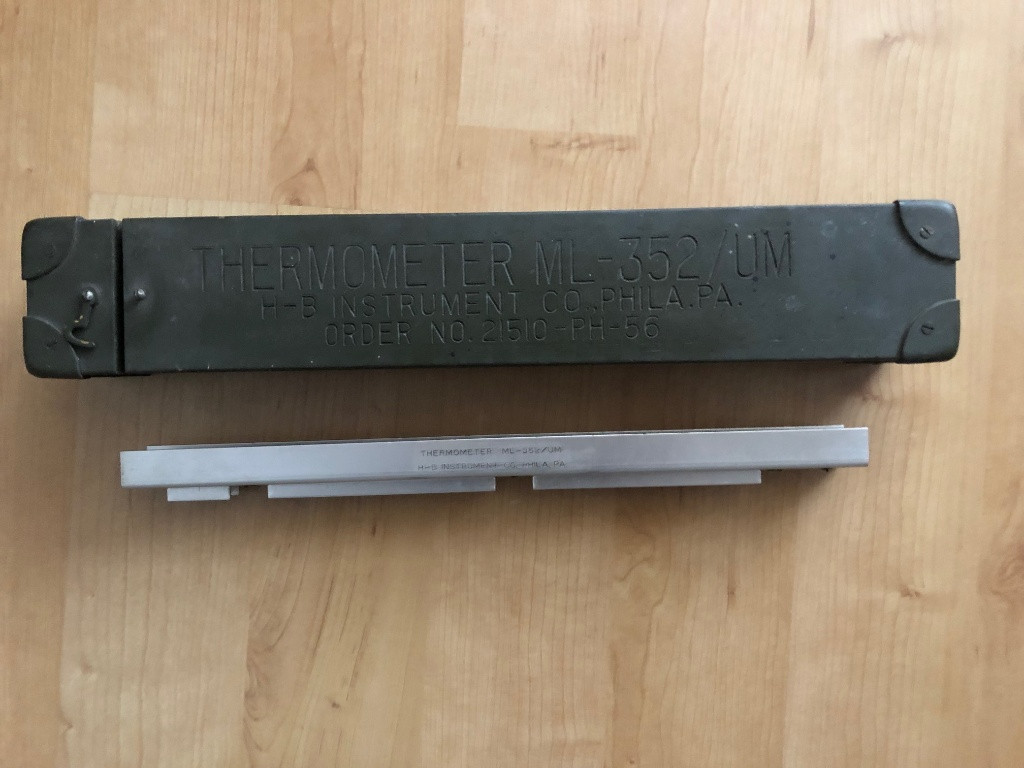 THERMOMETER ML-352/UM
H-B INSTRUMENT CO., PHILA.PA.
ORDER NO. 21510-PH-56
THERMOMETER ML-352/UM
H-B INSTRUMENT CO. PHILA, PA